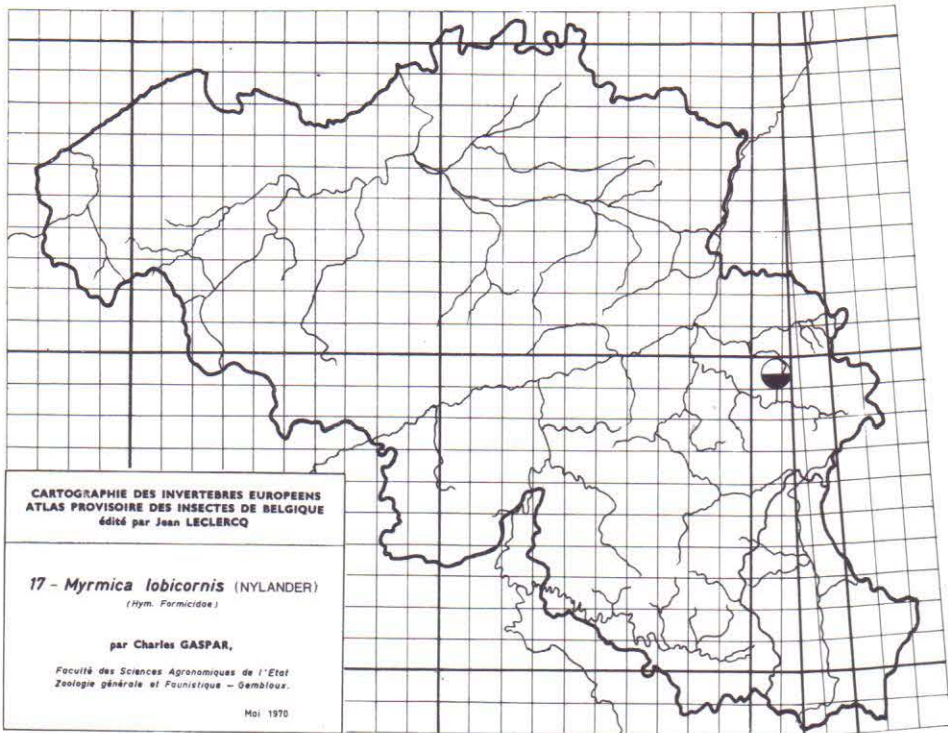 CARTOGRAPHIE DES INVERTEBRES EUROPEENS
ATLAS PROVISOIRE DES INSECTES DE BELGIQUE
édité par Jean LECLERCQ
17 - Myrmica lobicornis (NYLANDER)
(Hym. Formicidae)
par Charles GASPAR,
Faculté des Sciences Agronomiques de l'Etat
Zoologie générale et Faunistique - Gembloux.
Mai 1970